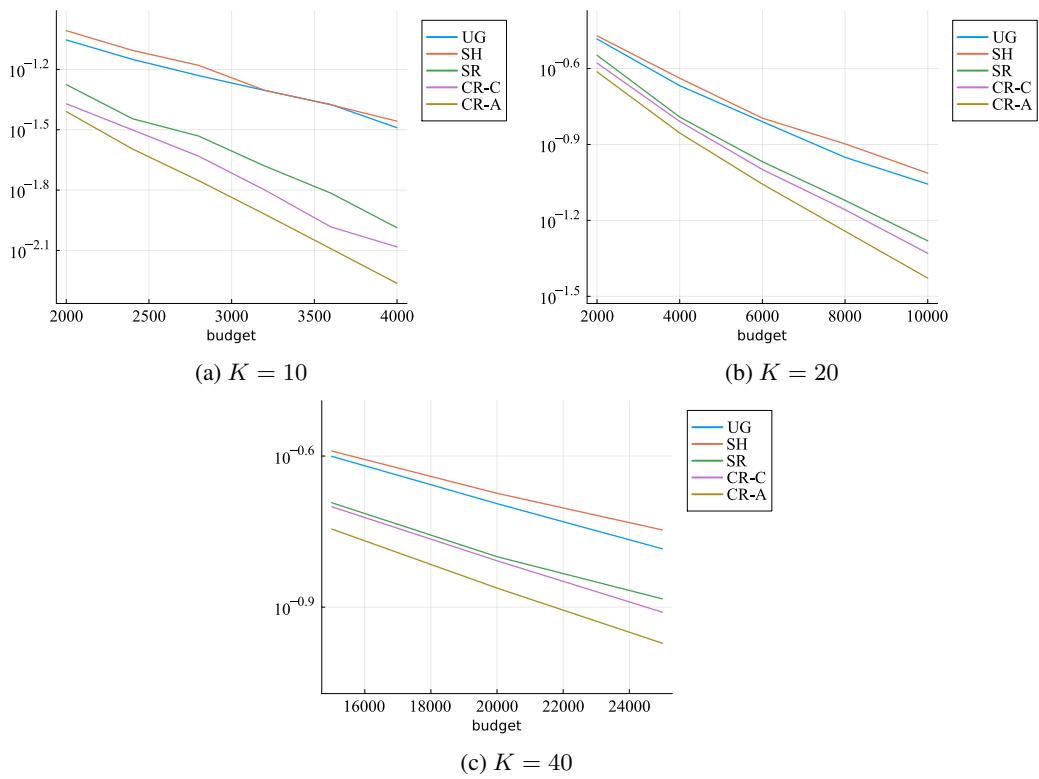 10^{-1.2}
10^{-1.5}
10^{-1.8}
10^{-2.1}
2000 2500 3000 3500 4000
budget
UG
SH
SR
CR-C
CR-A
(a) K = 10
10^{-0.6}
10^{-0.9}
10^{-1.2}
10^{-1.5}
2000 4000 6000 8000 10000
budget
UG
SH
SR
CR-C
CR-A
(b) K = 20
10^{-0.6}
10^{-0.9}
16000 18000 20000 22000 24000
budget
UG
SH
SR
CR-C
CR-A
(c) K = 40